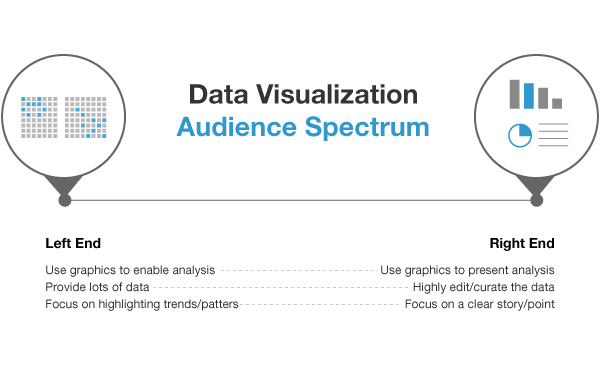 Data Visualization
Audience Spectrum
Left End
Right End
Use graphics to enable analysis
Use graphics to present analysis
Provide lots of data
Highly edit/curate the data
Focus on highlighting trends/patters
Focus on a clear story/point